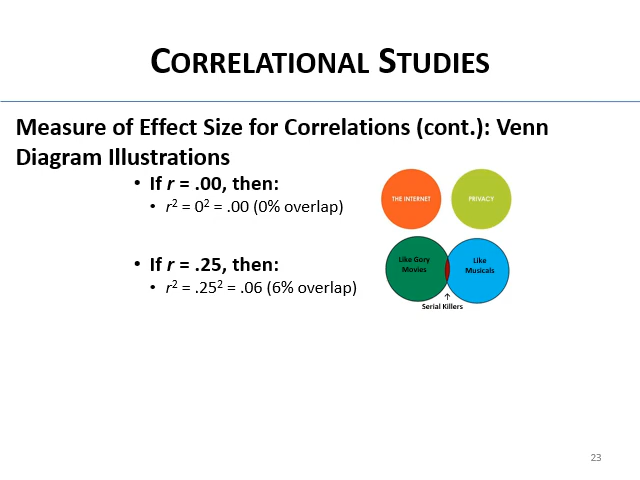 CORRELATIONAL STUDIES
Measure of Effect Size for Correlations (cont.): Venn
Diagram Illustrations
• If r = .00, then:
• r² = 0² = .00 (0% overlap)
THE INTERNET
PRIVACY
• If r = .25, then:
• r² = .25² = .06 (6% overlap)
Like Gory
Movies
Like
Musicals
↑
Serial Killers
23